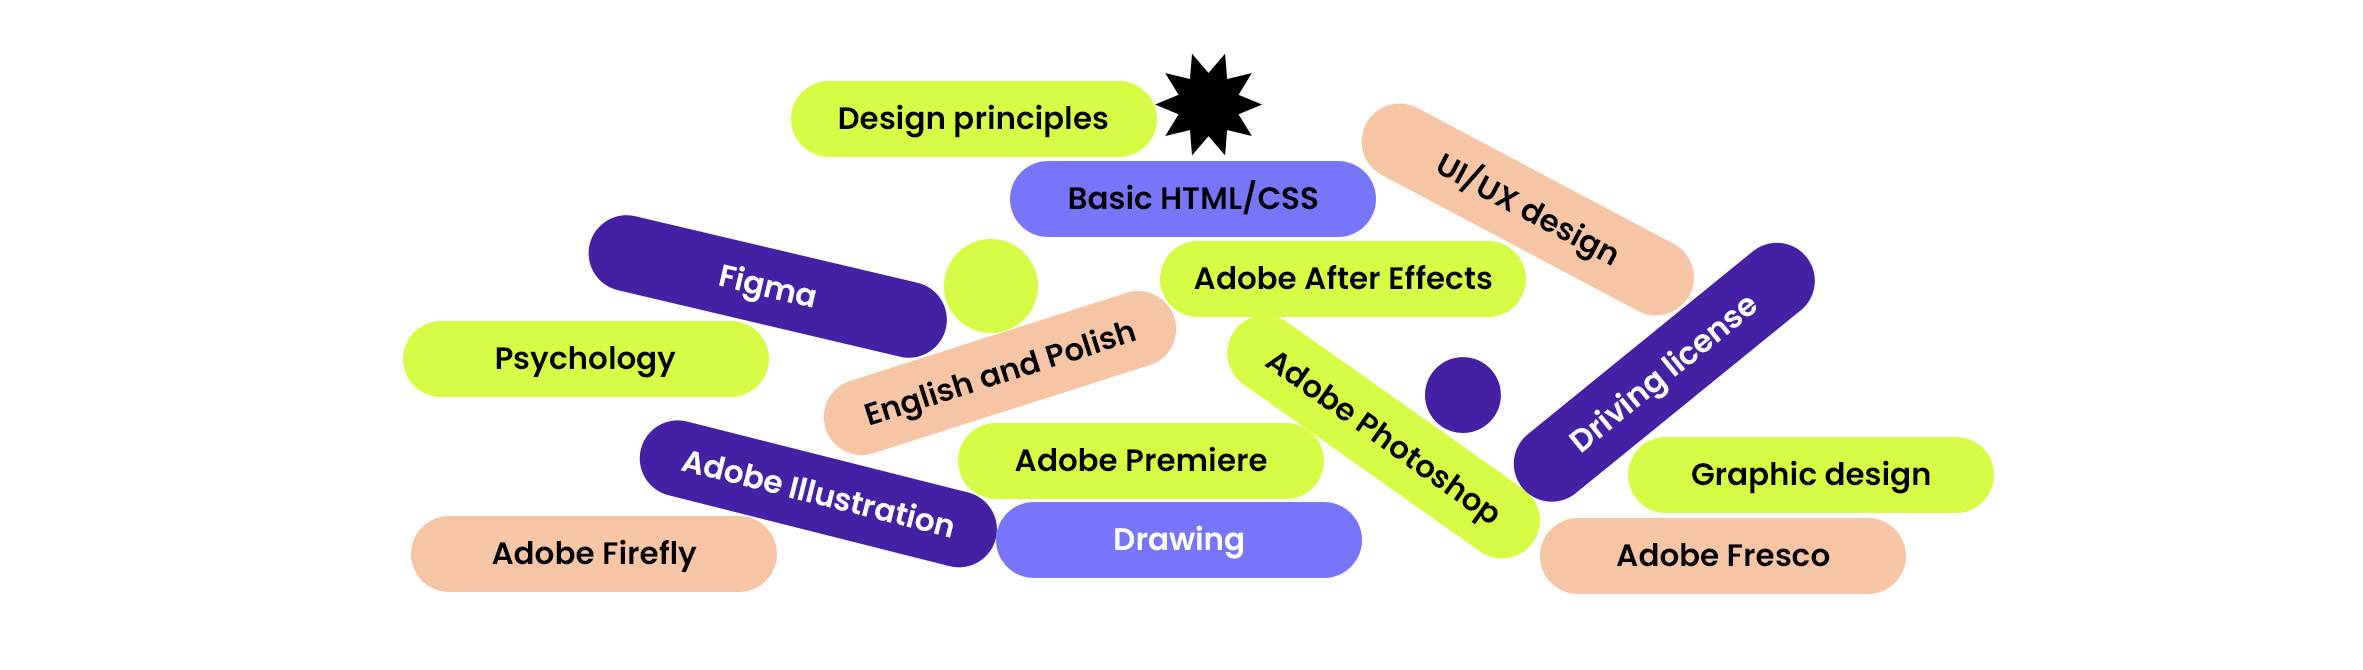 Design principles
UI/UX design
Basic HTML/CSS
Figma
Adobe After Effects
Psychology
English and Polish
Driving license
Adobe Photoshop
Adobe Illustration
Adobe Premiere
Graphic design
Adobe Firefly
Drawing
Adobe Fresco